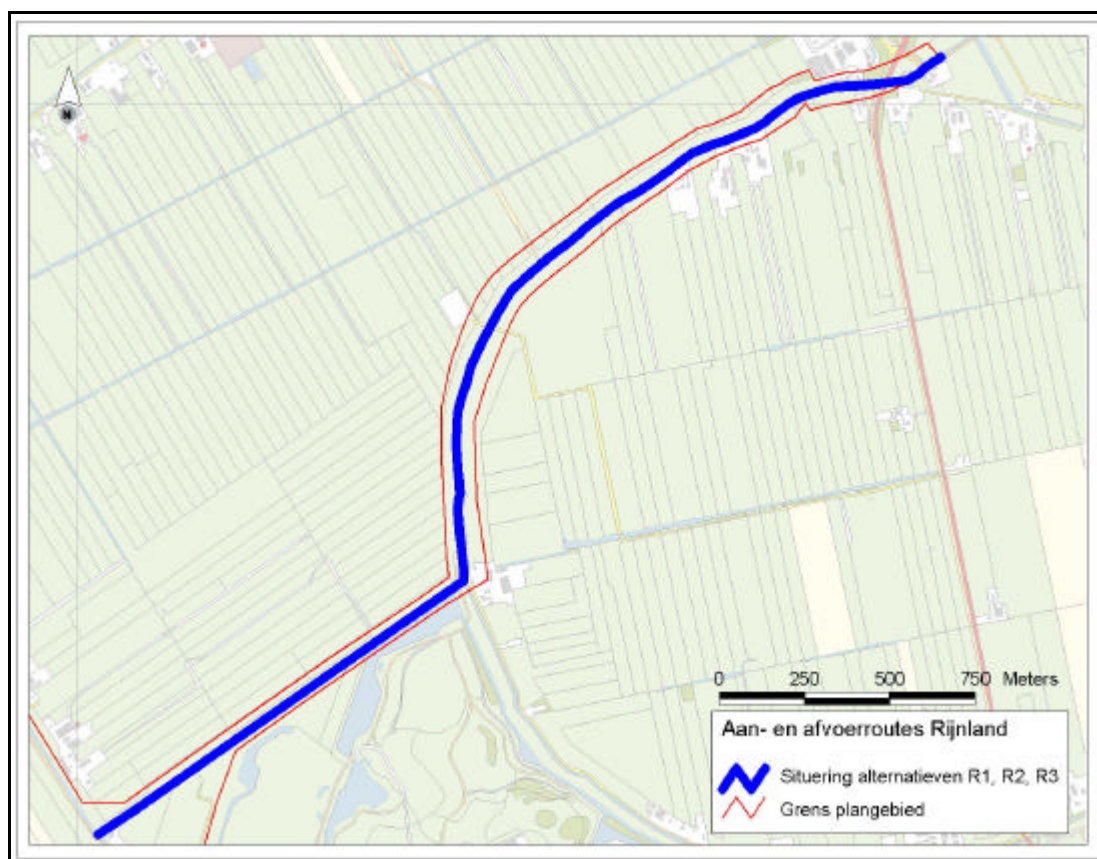 N
0 250 500 750 Meters
Aan- en afvoerroutes Rijnland
Situering alternatieven R1, R2, R3
Grens plangebied